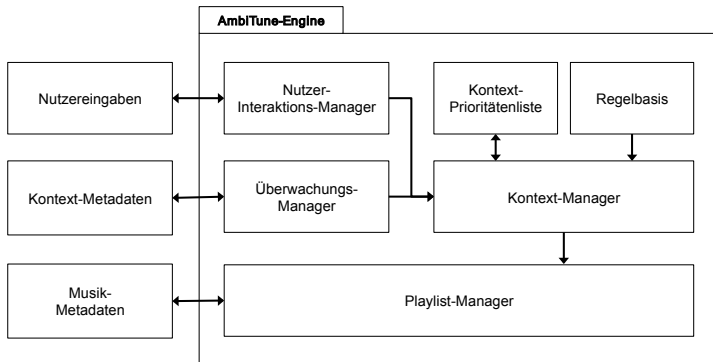 AmbiTune-Engine
Nutzereingaben
Nutzer-
Interaktions-Manager
Kontext-
Prioritätenliste
Regelbasis
Kontext-Metadaten
Überwachungs-
Manager
Kontext-Manager
Musik-
Metadaten
Playlist-Manager